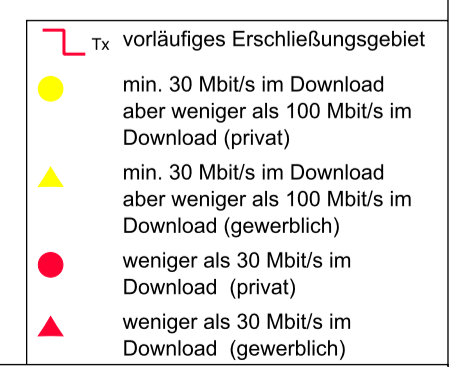 Tx vorläufiges Erschließungsgebiet
min. 30 Mbit/s im Download
aber weniger als 100 Mbit/s im
Download (privat)
min. 30 Mbit/s im Download
aber weniger als 100 Mbit/s im
Download (gewerblich)
weniger als 30 Mbit/s im
Download (privat)
weniger als 30 Mbit/s im
Download (gewerblich)